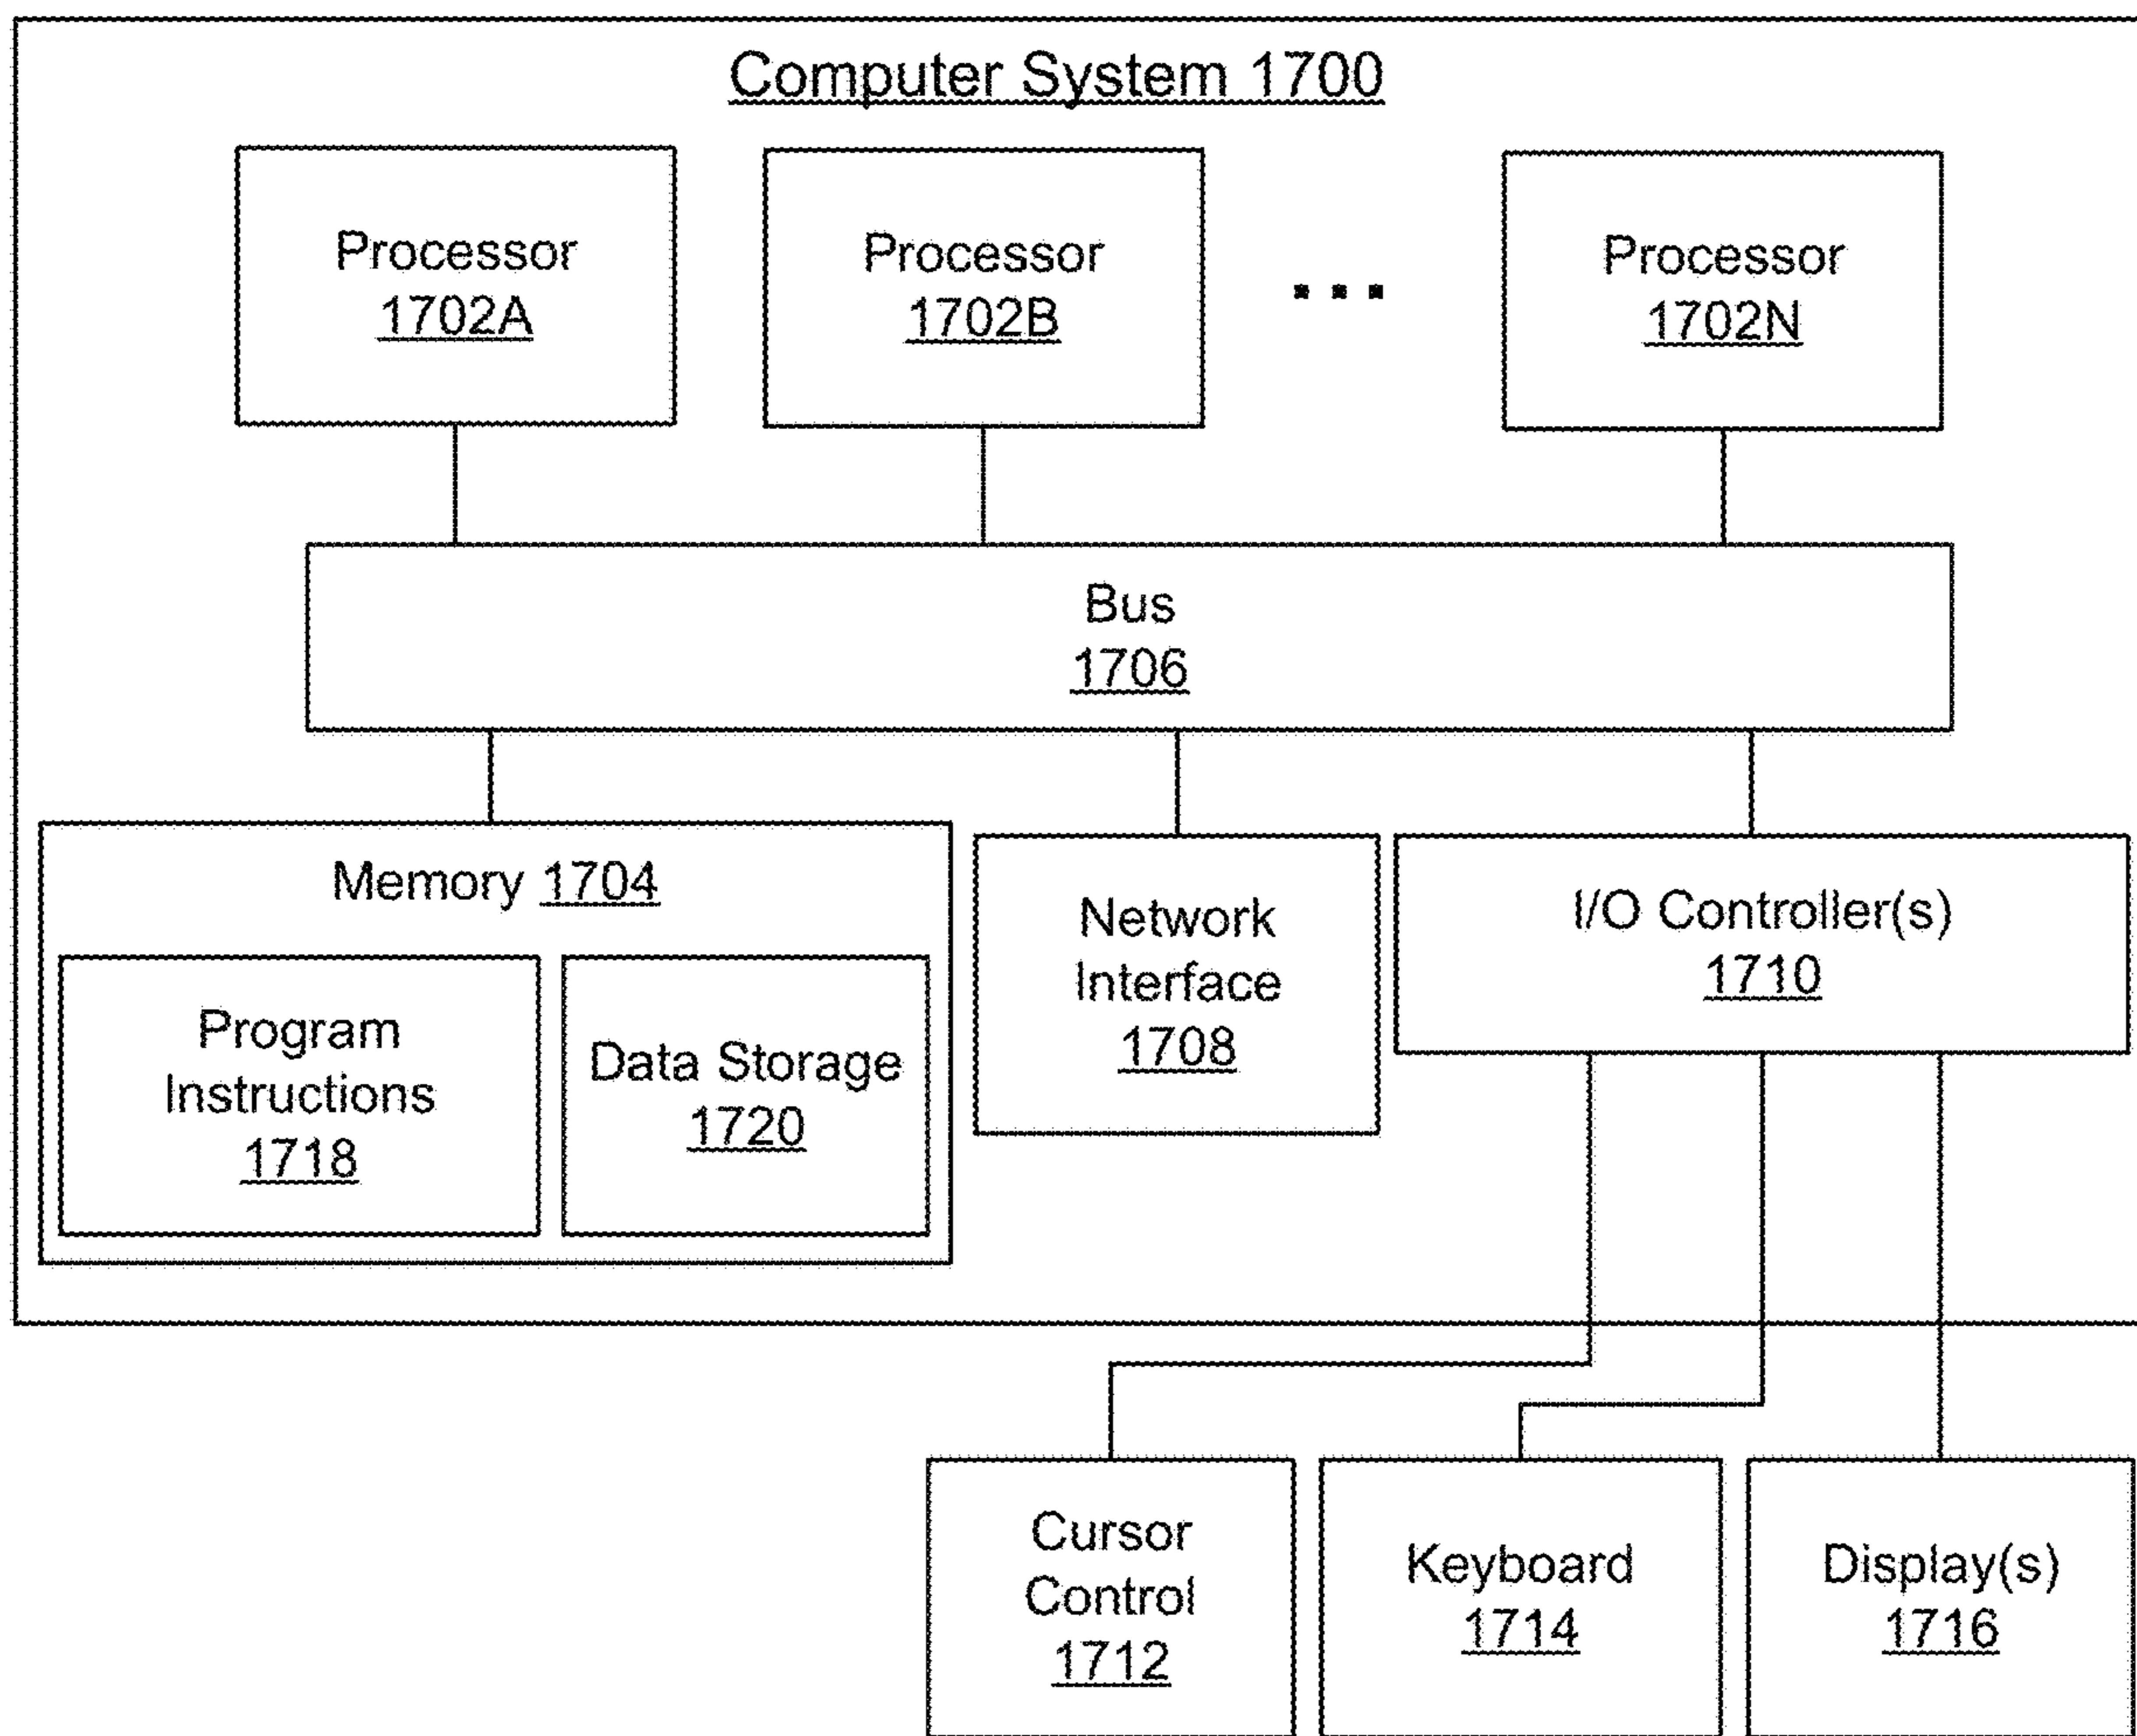 Computer System 1700
Processor
1702A
Processor
1702B
...
Processor
1702N
Bus
1706
Memory 1704
Program
Instructions
1718
Data Storage
1720
Network
Interface
1708
I/O Controller(s)
1710
Cursor
Control
1712
Keyboard
1714
Display(s)
1716